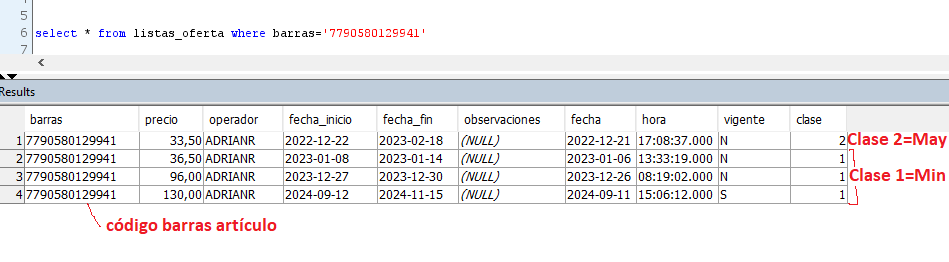 5
6 select * from listas_oferta where barras='7790580129941'
7
Results
barras precio operador fecha_inicio fecha_fin observaciones fecha hora vigente clase
1 7790580129941 33,50 ADRIANR 2022-12-22 2023-02-18 (NULL) 2022-12-21 17:08:37.000 N 2 Clase 2=May
2 7790580129941 36,50 ADRIANR 2023-01-08 2023-01-14 (NULL) 2023-01-06 13:33:19.000 N 1
3 7790580129941 96,00 ADRIANR 2023-12-27 2023-12-30 (NULL) 2023-12-26 08:19:02.000 N 1 Clase 1=Min
4 7790580129941 130,00 ADRIANR 2024-09-12 2024-11-15 (NULL) 2024-09-11 15:06:12.000 S 1
código barras artículo